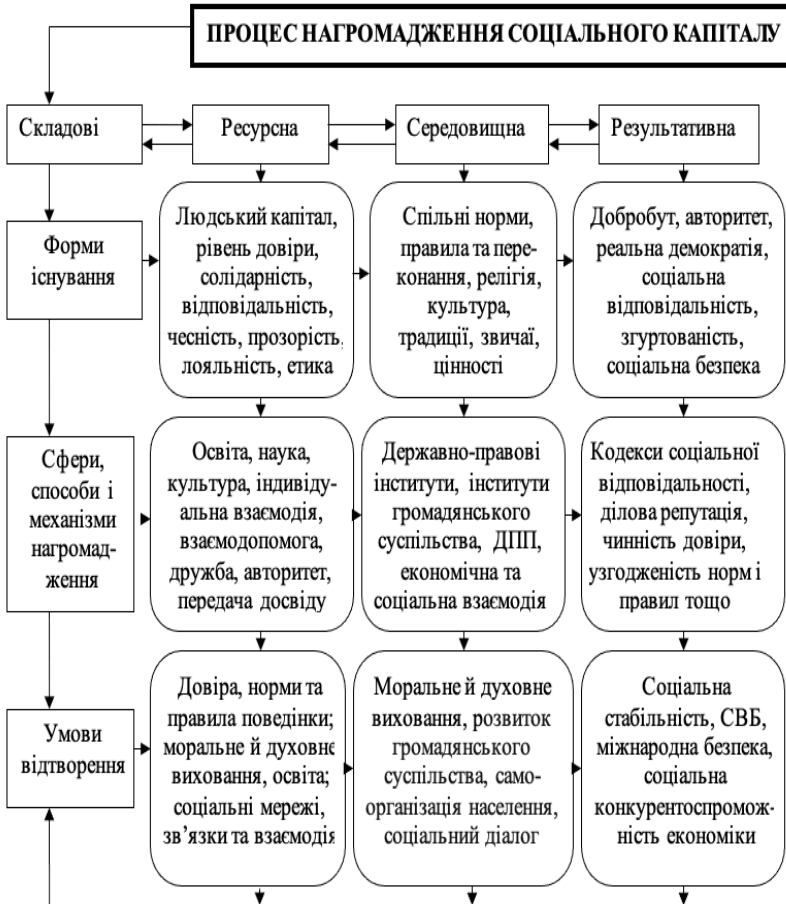 ПРОЦЕС НАГРОМАДЖЕННЯ СОЦІАЛЬНОГО КАПІТАЛУ
Складові
Ресурсна
Середовищна
Результативна
Форми
існування
Людський капітал,
рівень довіри,
солідарність,
відповідальність,
чесність, прозорість,
лояльність, етика
Спільні норми,
правила та пере-
конання, релігія,
культура,
традиції, звичаї,
цінності
Добробут, авторитет,
реальна демократія,
соціальна
відповідальність,
згуртованість,
соціальна безпека
Сфери,
способи і
механізми
нагромад-
ження
Освіта, наука,
культура, індивіду-
альна взаємодія,
взаємодопомога,
дружба, авторитет,
передача досвіду
Державно-правові
інститути, інститути
громадянського
суспільства, ДПП,
економічна та
соціальна взаємодія
Кодекси соціальної
відповідальності,
ділова репутація,
чинність довіри,
узгодженість норм і
правил тощо
Умови
відтворення
Довіра, норми та
правила поведінки;
моральне й духовне
виховання, освіта;
соціальні мережі,
зв’язки та взаємодія
Моральне й духовне
виховання, розвиток
громадянського
суспільства, само-
організація населення,
соціальний діалог
Соціальна
стабільність, СВБ,
міжнародна безпека,
соціальна
конкурентоспромож-
ність економіки